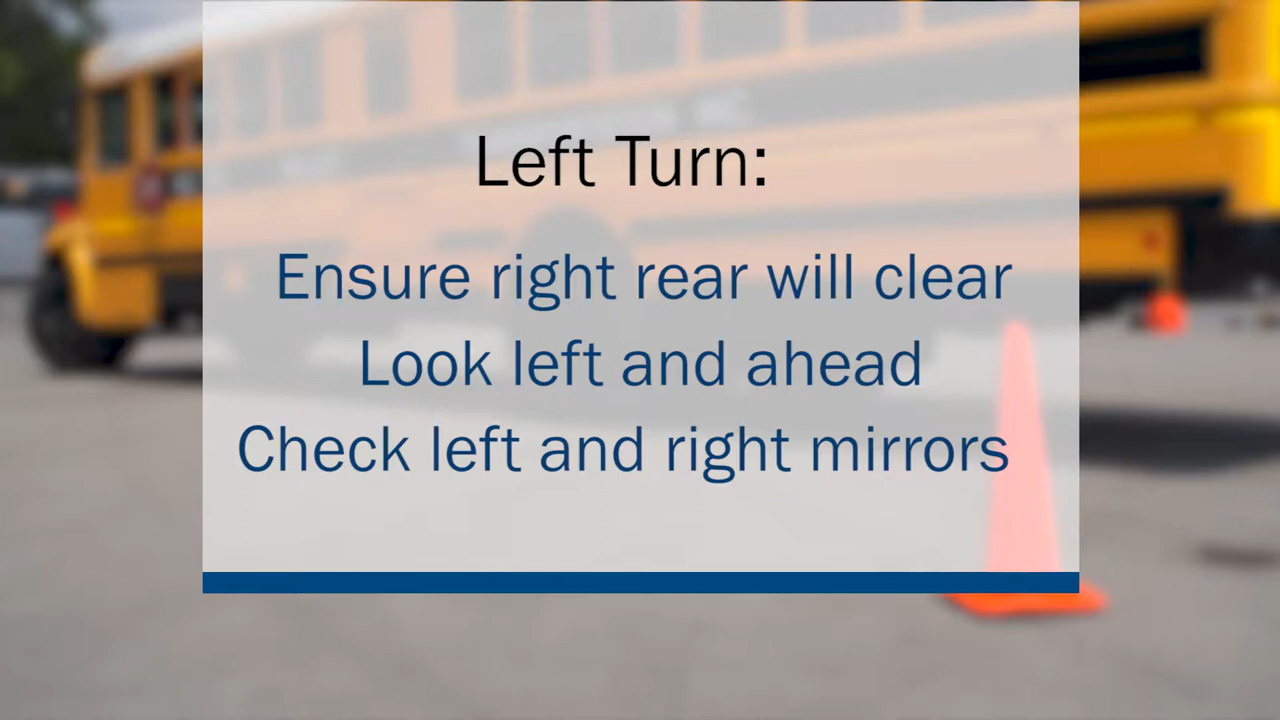 Left Turn:
Ensure right rear will clear
Look left and ahead
Check left and right mirrors